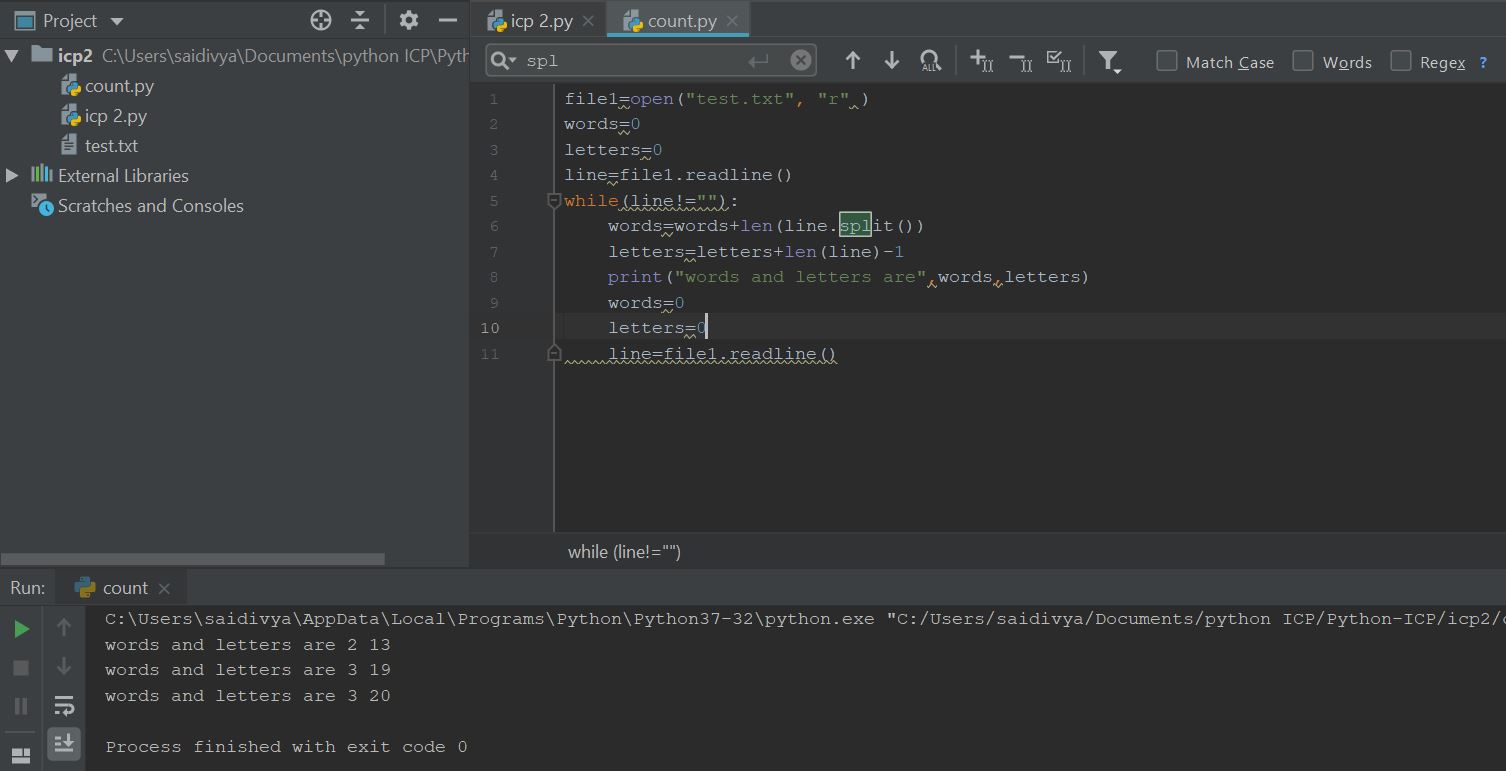 Project
icp2 C:\Users\saidivya\Documents\python ICP\Pyth
count.py
icp 2.py
test.txt
External Libraries
Scratches and Consoles
icp 2.py
count.py
spl
ALL
Match Case
Words
Regex
?
1 file1=open("test.txt", "r" )
2 words=0
3 letters=0
4 line=file1.readline()
5 while(line!=""):
6 words=words+len(line.split())
7 letters=letters+len(line)-1
8 print("words and letters are",words,letters)
9 words=0
10 letters=0
11 line=file1.readline()
while (line!="")
Run: count
C:\Users\saidivya\AppData\Local\Programs\Python\Python37-32\python.exe "C:/Users/saidivya/Documents/python ICP/Python-ICP/icp2/
words and letters are 2 13
words and letters are 3 19
words and letters are 3 20
Process finished with exit code 0